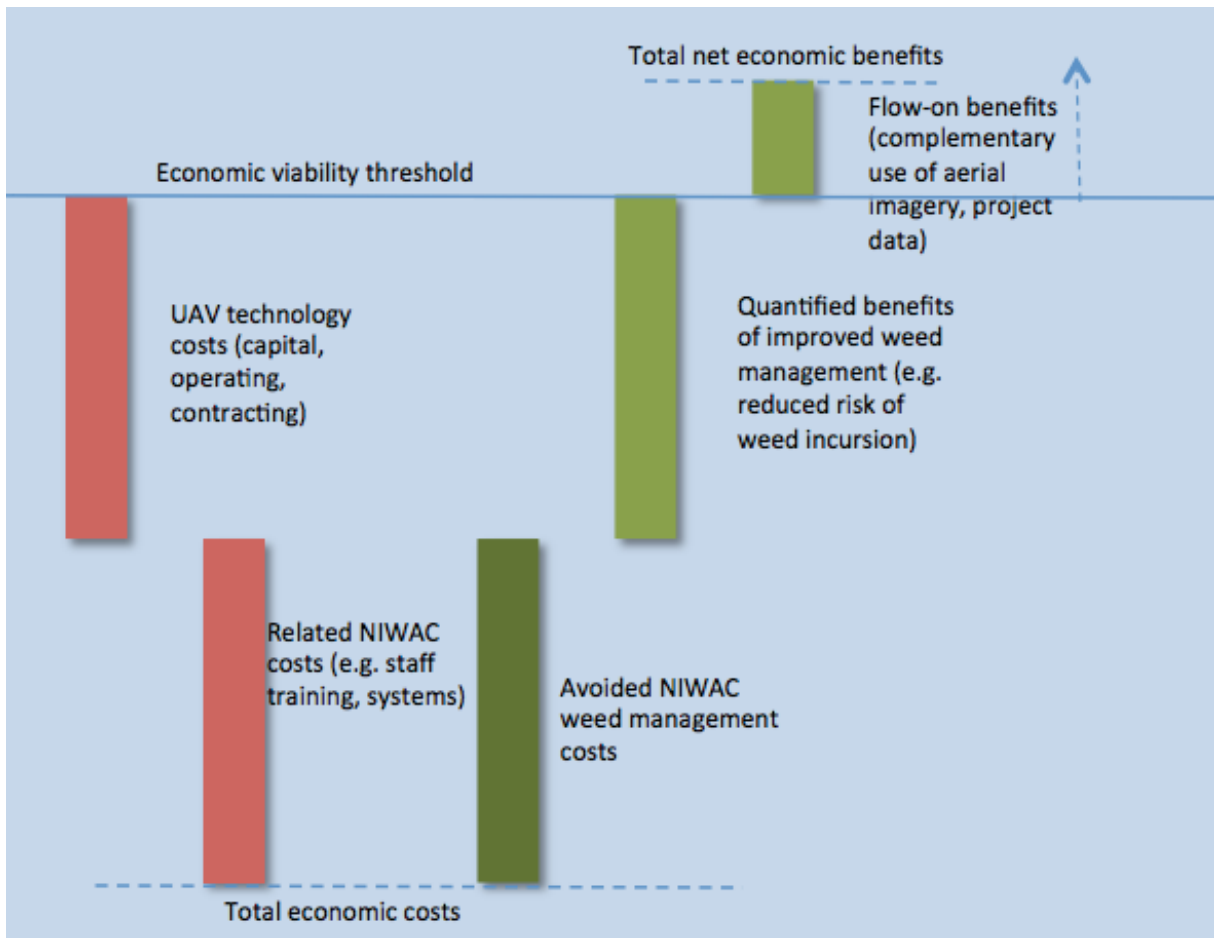 Total net economic benefits
Flow-on benefits
(complementary
use of aerial
imagery, project
data)
Economic viability threshold
UAV technology
costs (capital,
operating,
contracting)
Quantified benefits
of improved weed
management (e.g.
reduced risk of
weed incursion)
Related NIWAC
costs (e.g. staff
training, systems)
Avoided NIWAC
weed management
costs
Total economic costs